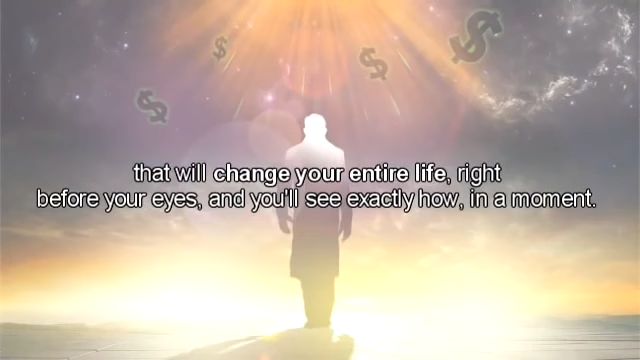 that will change your entire life, right
before your eyes, and you'll see exactly how, in a moment.